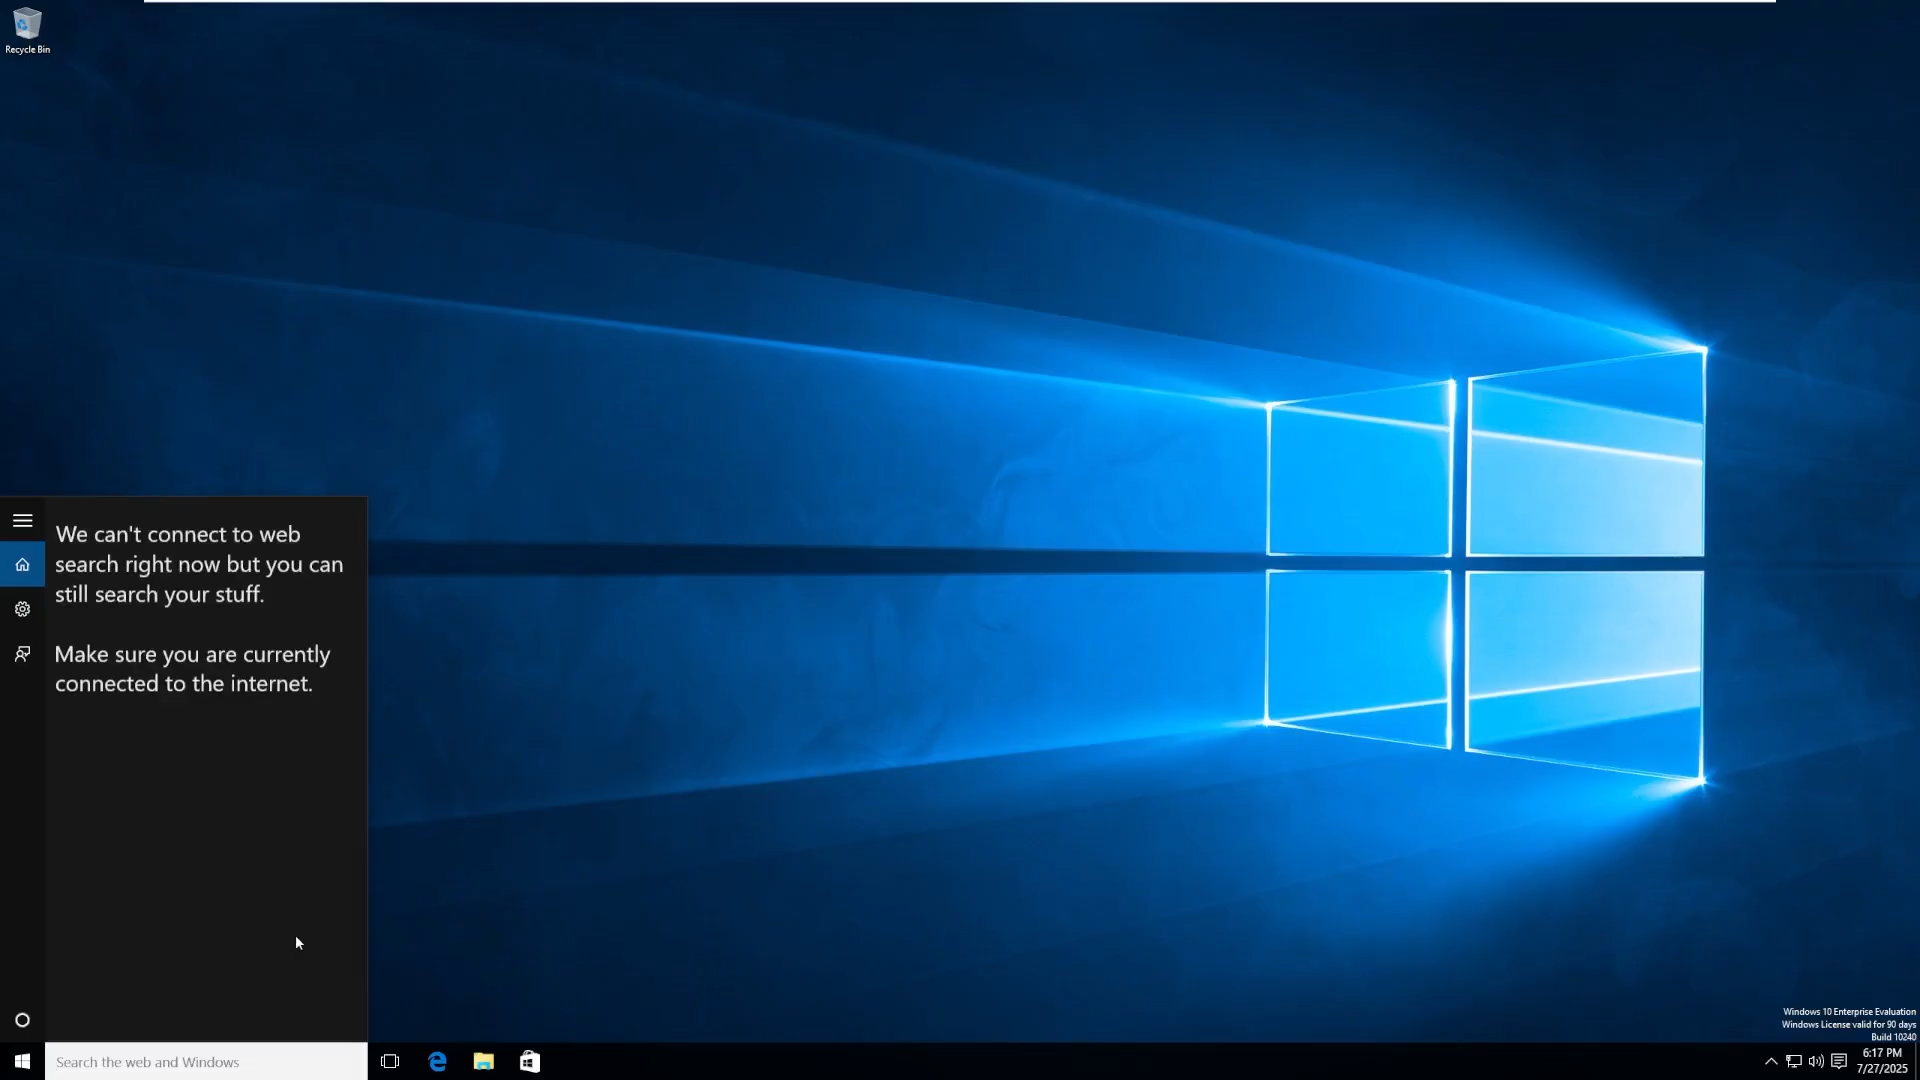 Recycle Bin
We can't connect to web
search right now but you can
still search your stuff.
Make sure you are currently
connected to the internet.
Windows 10 Enterprise Evaluation
Windows License valid for 90 days
Build 10240
Search the web and Windows
6:17 PM
7/27/2025